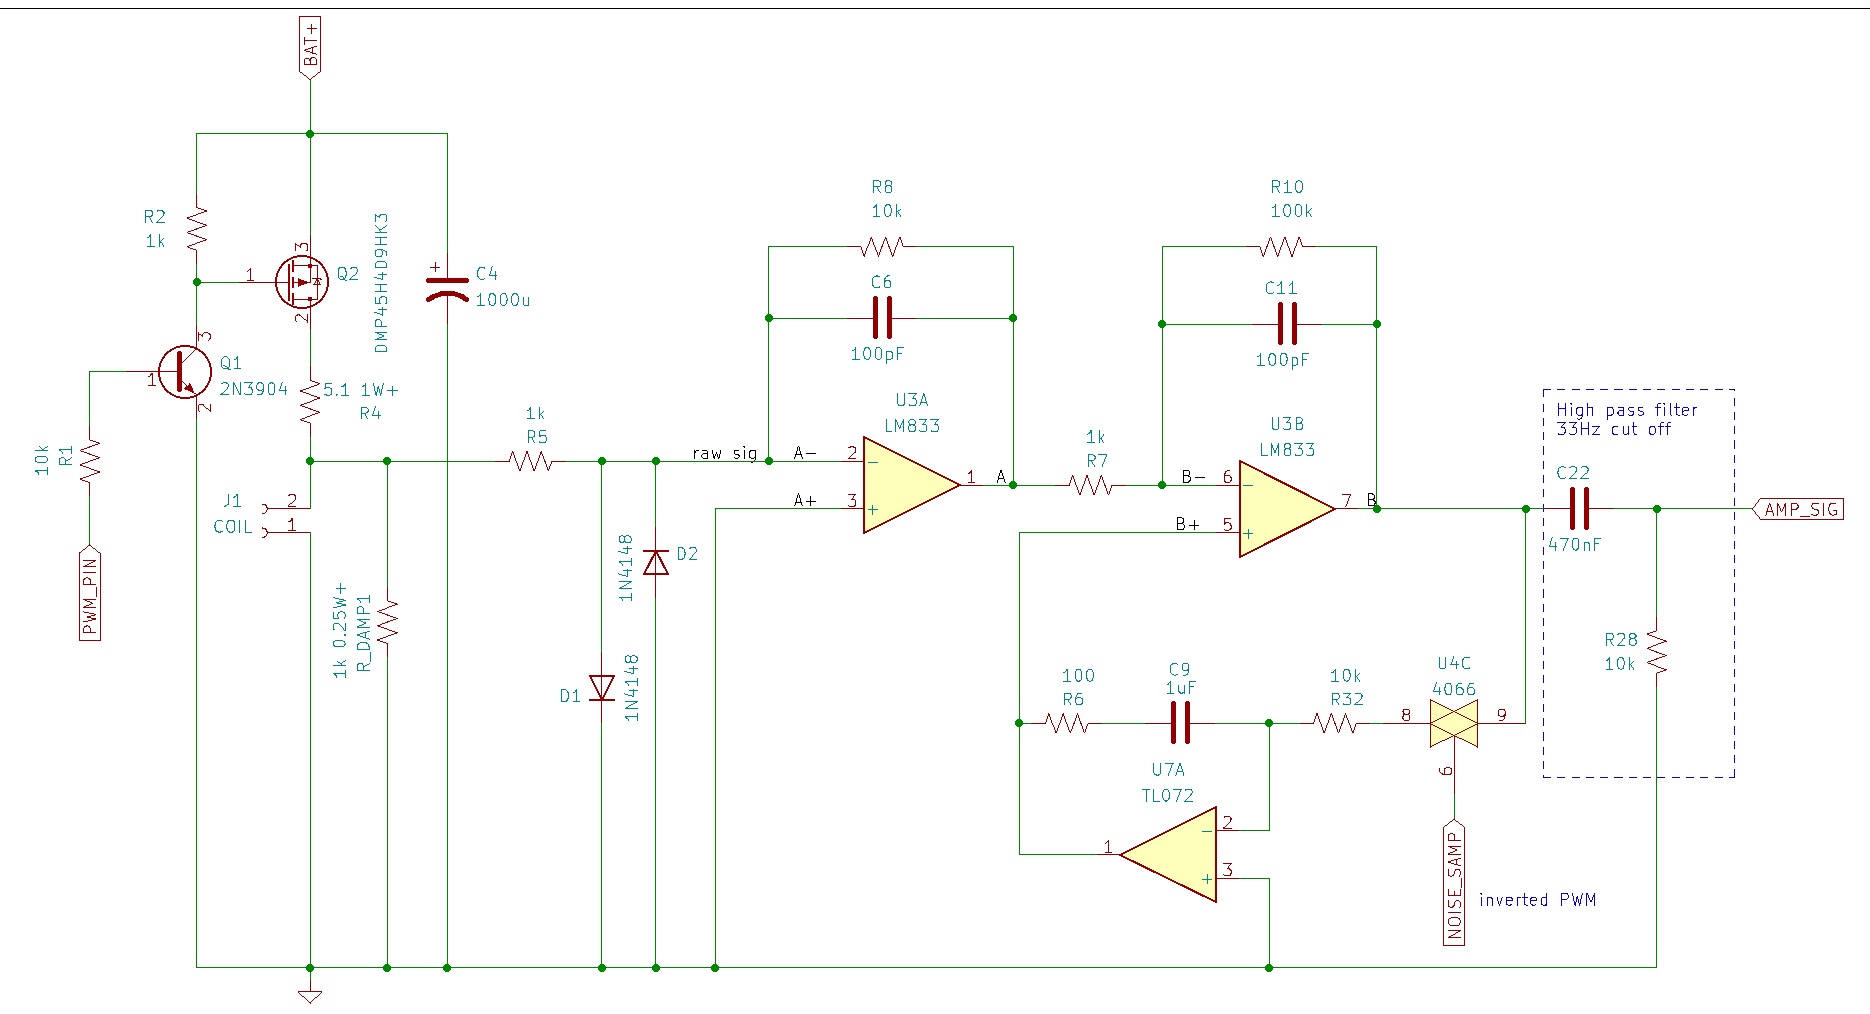 BAT+
R2
1k
3
1
Q2
2
DMP45H4D9HK3
+
C4
1000u
3
Q1
1
2N3904
2
5.1 1W+
R4
10k
R1
PWM_PIN
J1
COIL
2
1
1k 0.25W+
R_DAMP1
1k
R5
1N4148
D2
D1
1N4148
raw sig
R8
10k
C6
100pF
U3A
LM833
A-
2
-
A+
3
+
1
A
1k
R7
R10
100k
C11
100pF
U3B
LM833
B-
6
-
B+
5
+
7
B
High pass filter
33Hz cut off
C22
470nF
AMP_SIG
R28
10k
100
R6
C9
1uF
10k
R32
U4C
4066
8
9
6
U7A
TL072
2
-
1
3
+
NOISE_SAMP
inverted PWM